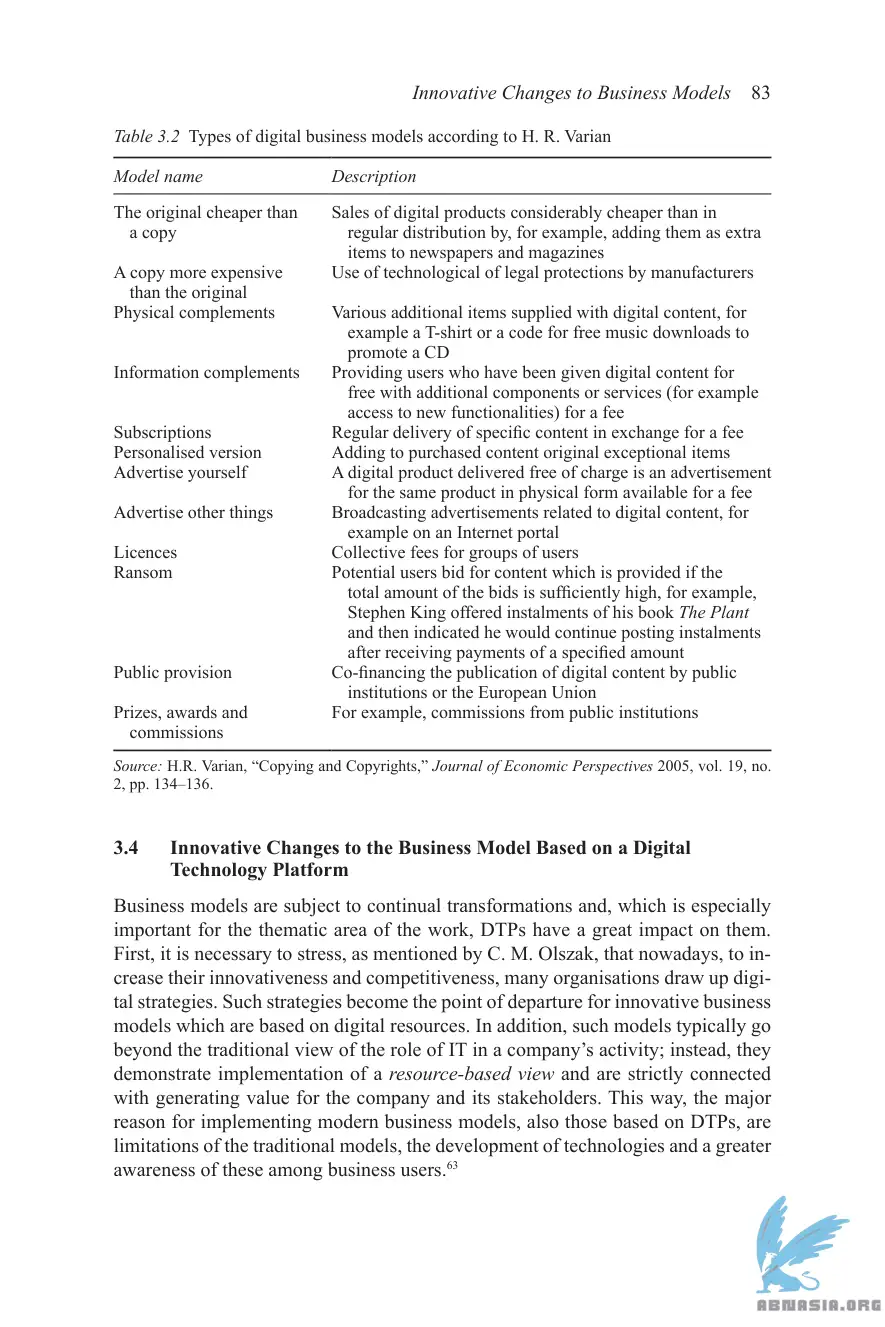 Innovative Changes to Business Models 83
Table 3.2 Types of digital business models according to H. R. Varian
Model name Description
The original cheaper than Sales of digital products considerably cheaper than in
a copy regular distribution by, for example, adding them as extra
items to newspapers and magazines
A copy more expensive Use of technological of legal protections by manufacturers
than the original
Physical complements Various additional items supplied with digital content, for
example a T-shirt or a code for free music downloads to
promote a CD
Information complements Providing users who have been given digital content for
free with additional components or services (for example
access to new functionalities) for a fee
Subscriptions Regular delivery of specific content in exchange for a fee
Personalised version Adding to purchased content original exceptional items
Advertise yourself A digital product delivered free of charge is an advertisement
for the same product in physical form available for a fee
Advertise other things Broadcasting advertisements related to digital content, for
example on an Internet portal
Licences Collective fees for groups of users
Ransom Potential users bid for content which is provided if the
total amount of the bids is sufficiently high, for example,
Stephen King offered instalments of his book The Plant
and then indicated he would continue posting instalments
after receiving payments of a specified amount
Public provision Co-financing the publication of digital content by public
institutions or the European Union
Prizes, awards and For example, commissions from public institutions
commissions
Source: H.R. Varian, “Copying and Copyrights,” Journal of Economic Perspectives 2005, vol. 19, no.
2, pp. 134–136.
3.4 Innovative Changes to the Business Model Based on a Digital
Technology Platform
Business models are subject to continual transformations and, which is especially
important for the thematic area of the work, DTPs have a great impact on them.
First, it is necessary to stress, as mentioned by C. M. Olszak, that nowadays, to in-
crease their innovativeness and competitiveness, many organisations draw up digi-
tal strategies. Such strategies become the point of departure for innovative business
models which are based on digital resources. In addition, such models typically go
beyond the traditional view of the role of IT in a company’s activity; instead, they
demonstrate implementation of a resource-based view and are strictly connected
with generating value for the company and its stakeholders. This way, the major
reason for implementing modern business models, also those based on DTPs, are
limitations of the traditional models, the development of technologies and a greater
awareness of these among business users.63
ABNASIA.ORG